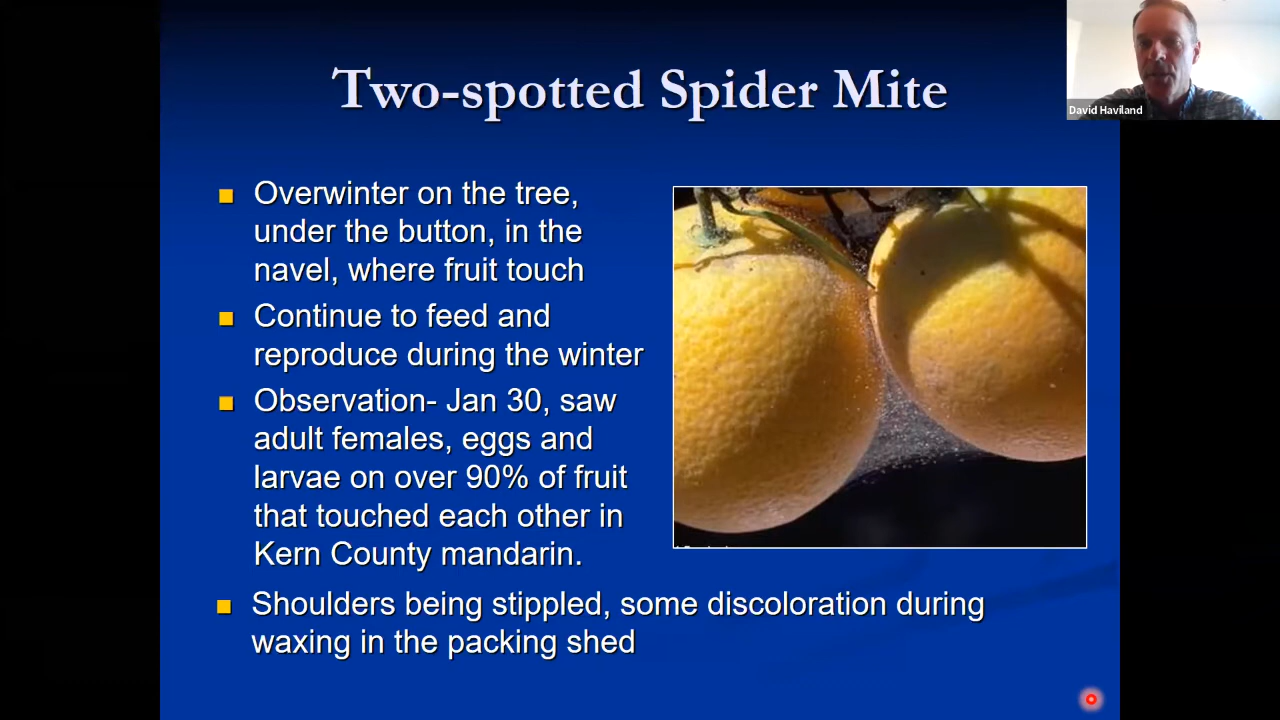 Two-spotted Spider Mite
David Haviland
Overwinter on the tree,
under the button, in the
navel, where fruit touch
Continue to feed and
reproduce during the winter
Observation- Jan 30, saw
adult females, eggs and
larvae on over 90% of fruit
that touched each other in
Kern County mandarin.
Shoulders being stippled, some discoloration during
waxing in the packing shed